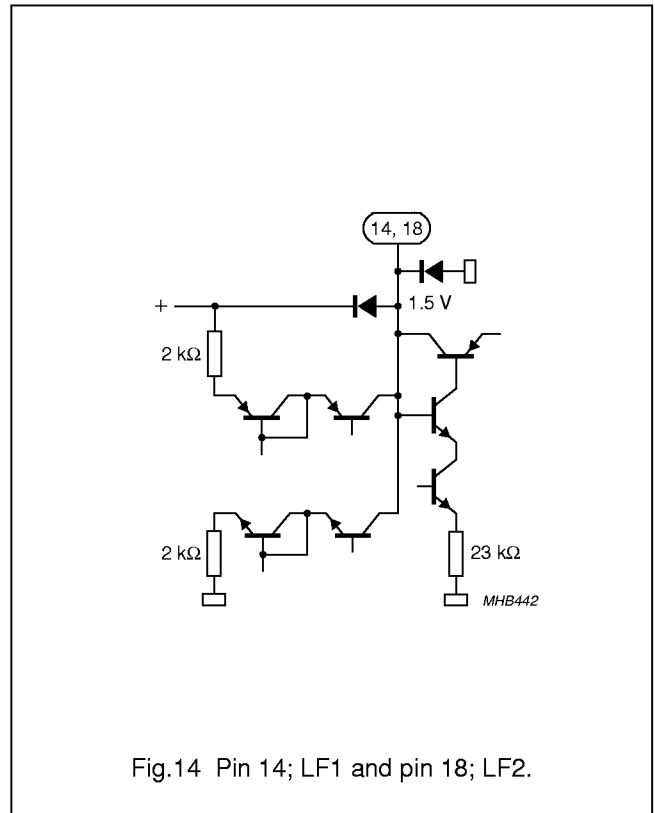 14, 18
1.5 V
+
2 kΩ
2 kΩ
23 kΩ
MHB442
Fig.14 Pin 14; LF1 and pin 18; LF2.